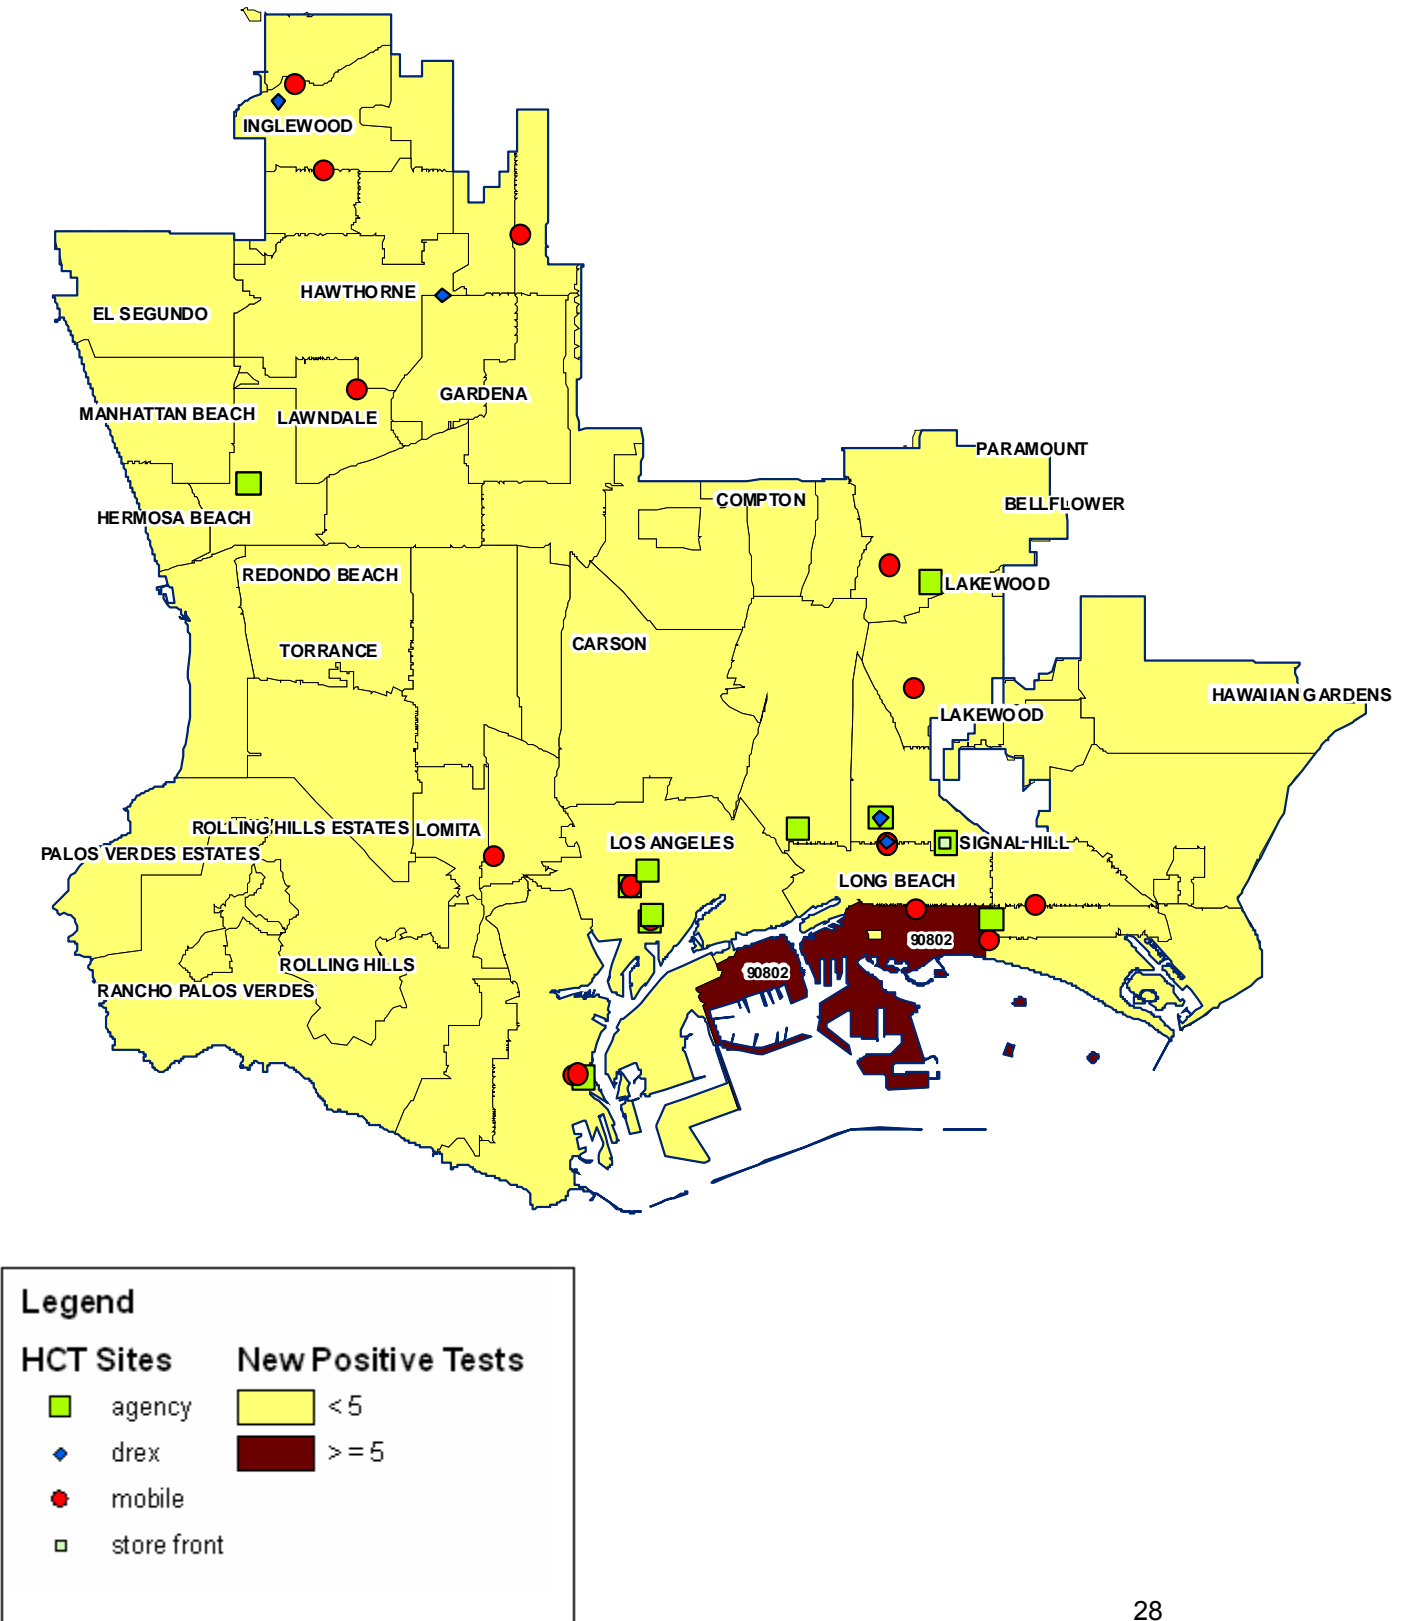 INGLEWOOD
HAWTHORNE
EL SEGUNDO
GARDENA
MANHATTAN BEACH
LAWNDALE
PARAMOUNT
COMPTON
BELLFLOWER
HERMOSA BEACH
REDONDO BEACH
LAKEWOOD
CARSON
TORRANCE
HAWAIIAN GARDENS
LAKEWOOD
ROLLING HILLS ESTATES
LOMITA
LOS ANGELES
SIGNAL HILL
PALOS VERDES ESTATES
LONG BEACH
90802
ROLLING HILLS
90802
RANCHO PALOS VERDES
Legend
HCT Sites New Positive Tests
agency < 5
drex > = 5
mobile
store front
28